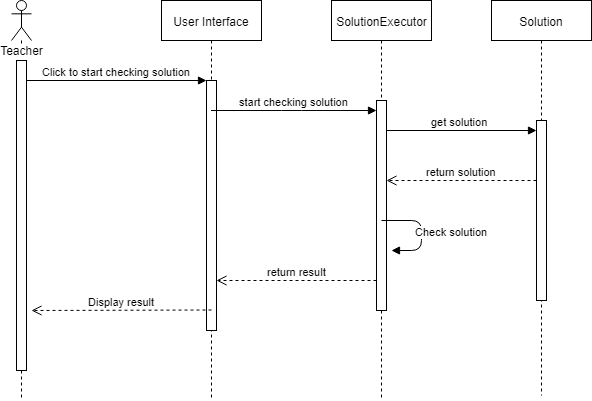 User Interface
SolutionExecutor
Solution
Teacher
Click to start checking solution
start checking solution
get solution
return solution
Check solution
return result
Display result